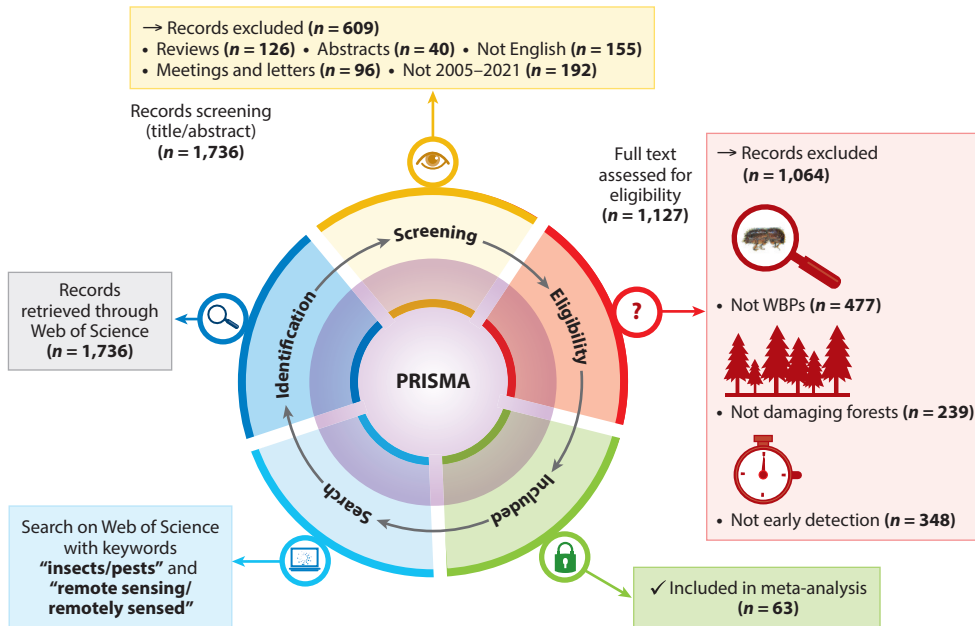 → Records excluded (n = 609)
• Reviews (n = 126) • Abstracts (n = 40) • Not English (n = 155)
• Meetings and letters (n = 96) • Not 2005–2021 (n = 192)
Records screening
(title/abstract)
(n = 1,736)
Full text
assessed for
eligibility
(n = 1,127)
→ Records excluded
(n = 1,064)
• Not WBPs (n = 477)
• Not damaging forests (n = 239)
• Not early detection (n = 348)
Records
retrieved through
Web of Science
(n = 1,736)
Screening
Eligibility
?
Identification
PRISMA
Included
Search
Search on Web of Science
with keywords
“insects/pests” and
“remote sensing/
remotely sensed”
✓ Included in meta-analysis
(n = 63)